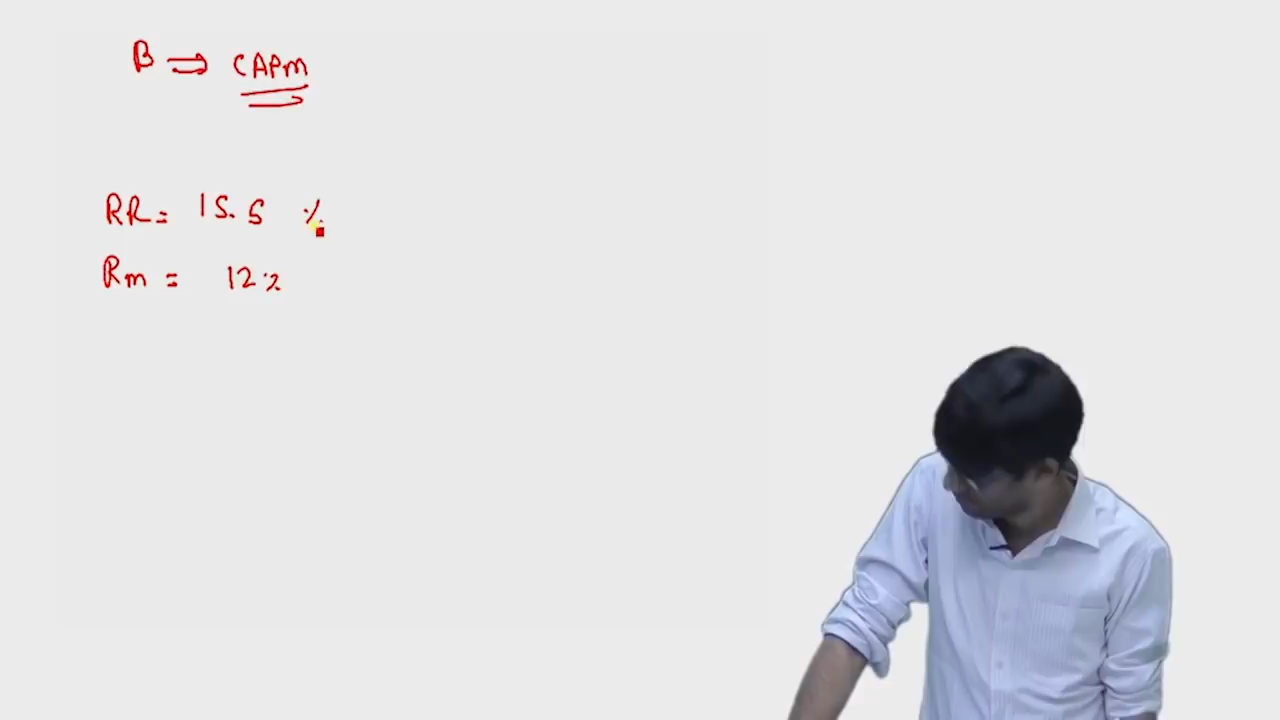 β ⇒ CAPM
RR = 15.5 %
Rm = 12%